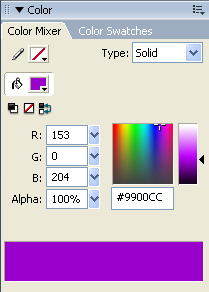 Color
Color Mixer Color Swatches
Type: Solid
R: 153
G: 0
B: 204
Alpha: 100% #9900CC